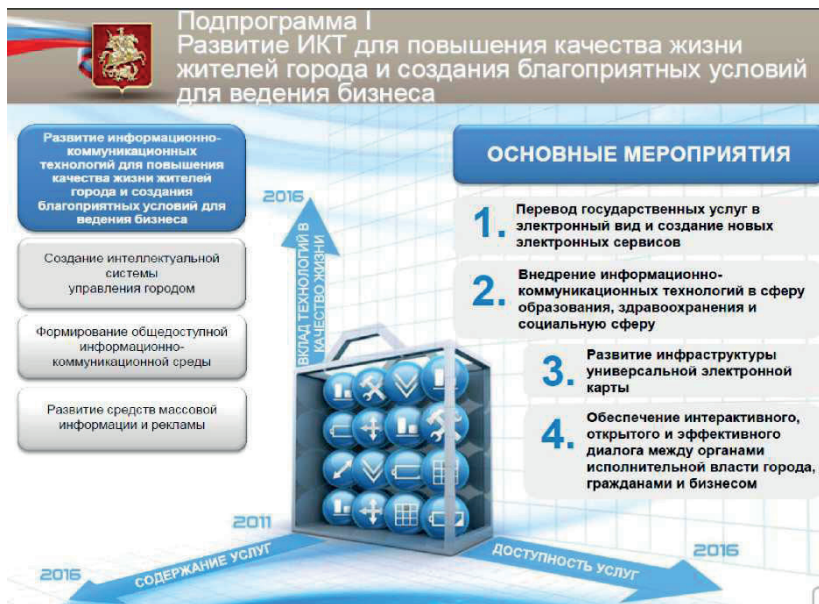 Подпрограмма I
Развитие ИКТ для повышения качества жизни
жителей города и создания благоприятных условий
для ведения бизнеса
Развитие информационно-
коммуникационных
технологий для повышения
качества жизни жителей
города и создания
благоприятных условий для
ведения бизнеса
Создание интеллектуальной
системы
управления городом
Формирование общедоступной
информационно-
коммуникационной среды
Развитие средств массовой
информации и рекламы
2016
ВКЛАД ТЕХНОЛОГИЙ В
КАЧЕСТВО ЖИЗНИ
ОСНОВНЫЕ МЕРОПРИЯТИЯ
1. Перевод государственных услуг в
электронный вид и создание новых
электронных сервисов
2. Внедрение информационно-
коммуникационных технологий в сферу
образования, здравоохранения и
социальную сферу
3. Развитие инфраструктуры
универсальной электронной
карты
4. Обеспечение интерактивного,
открытого и эффективного
диалога между органами
исполнительной власти города,
гражданами и бизнесом
2011
2016
СОДЕРЖАНИЕ УСЛУГ
ДОСТУПНОСТЬ УСЛУГ
2016